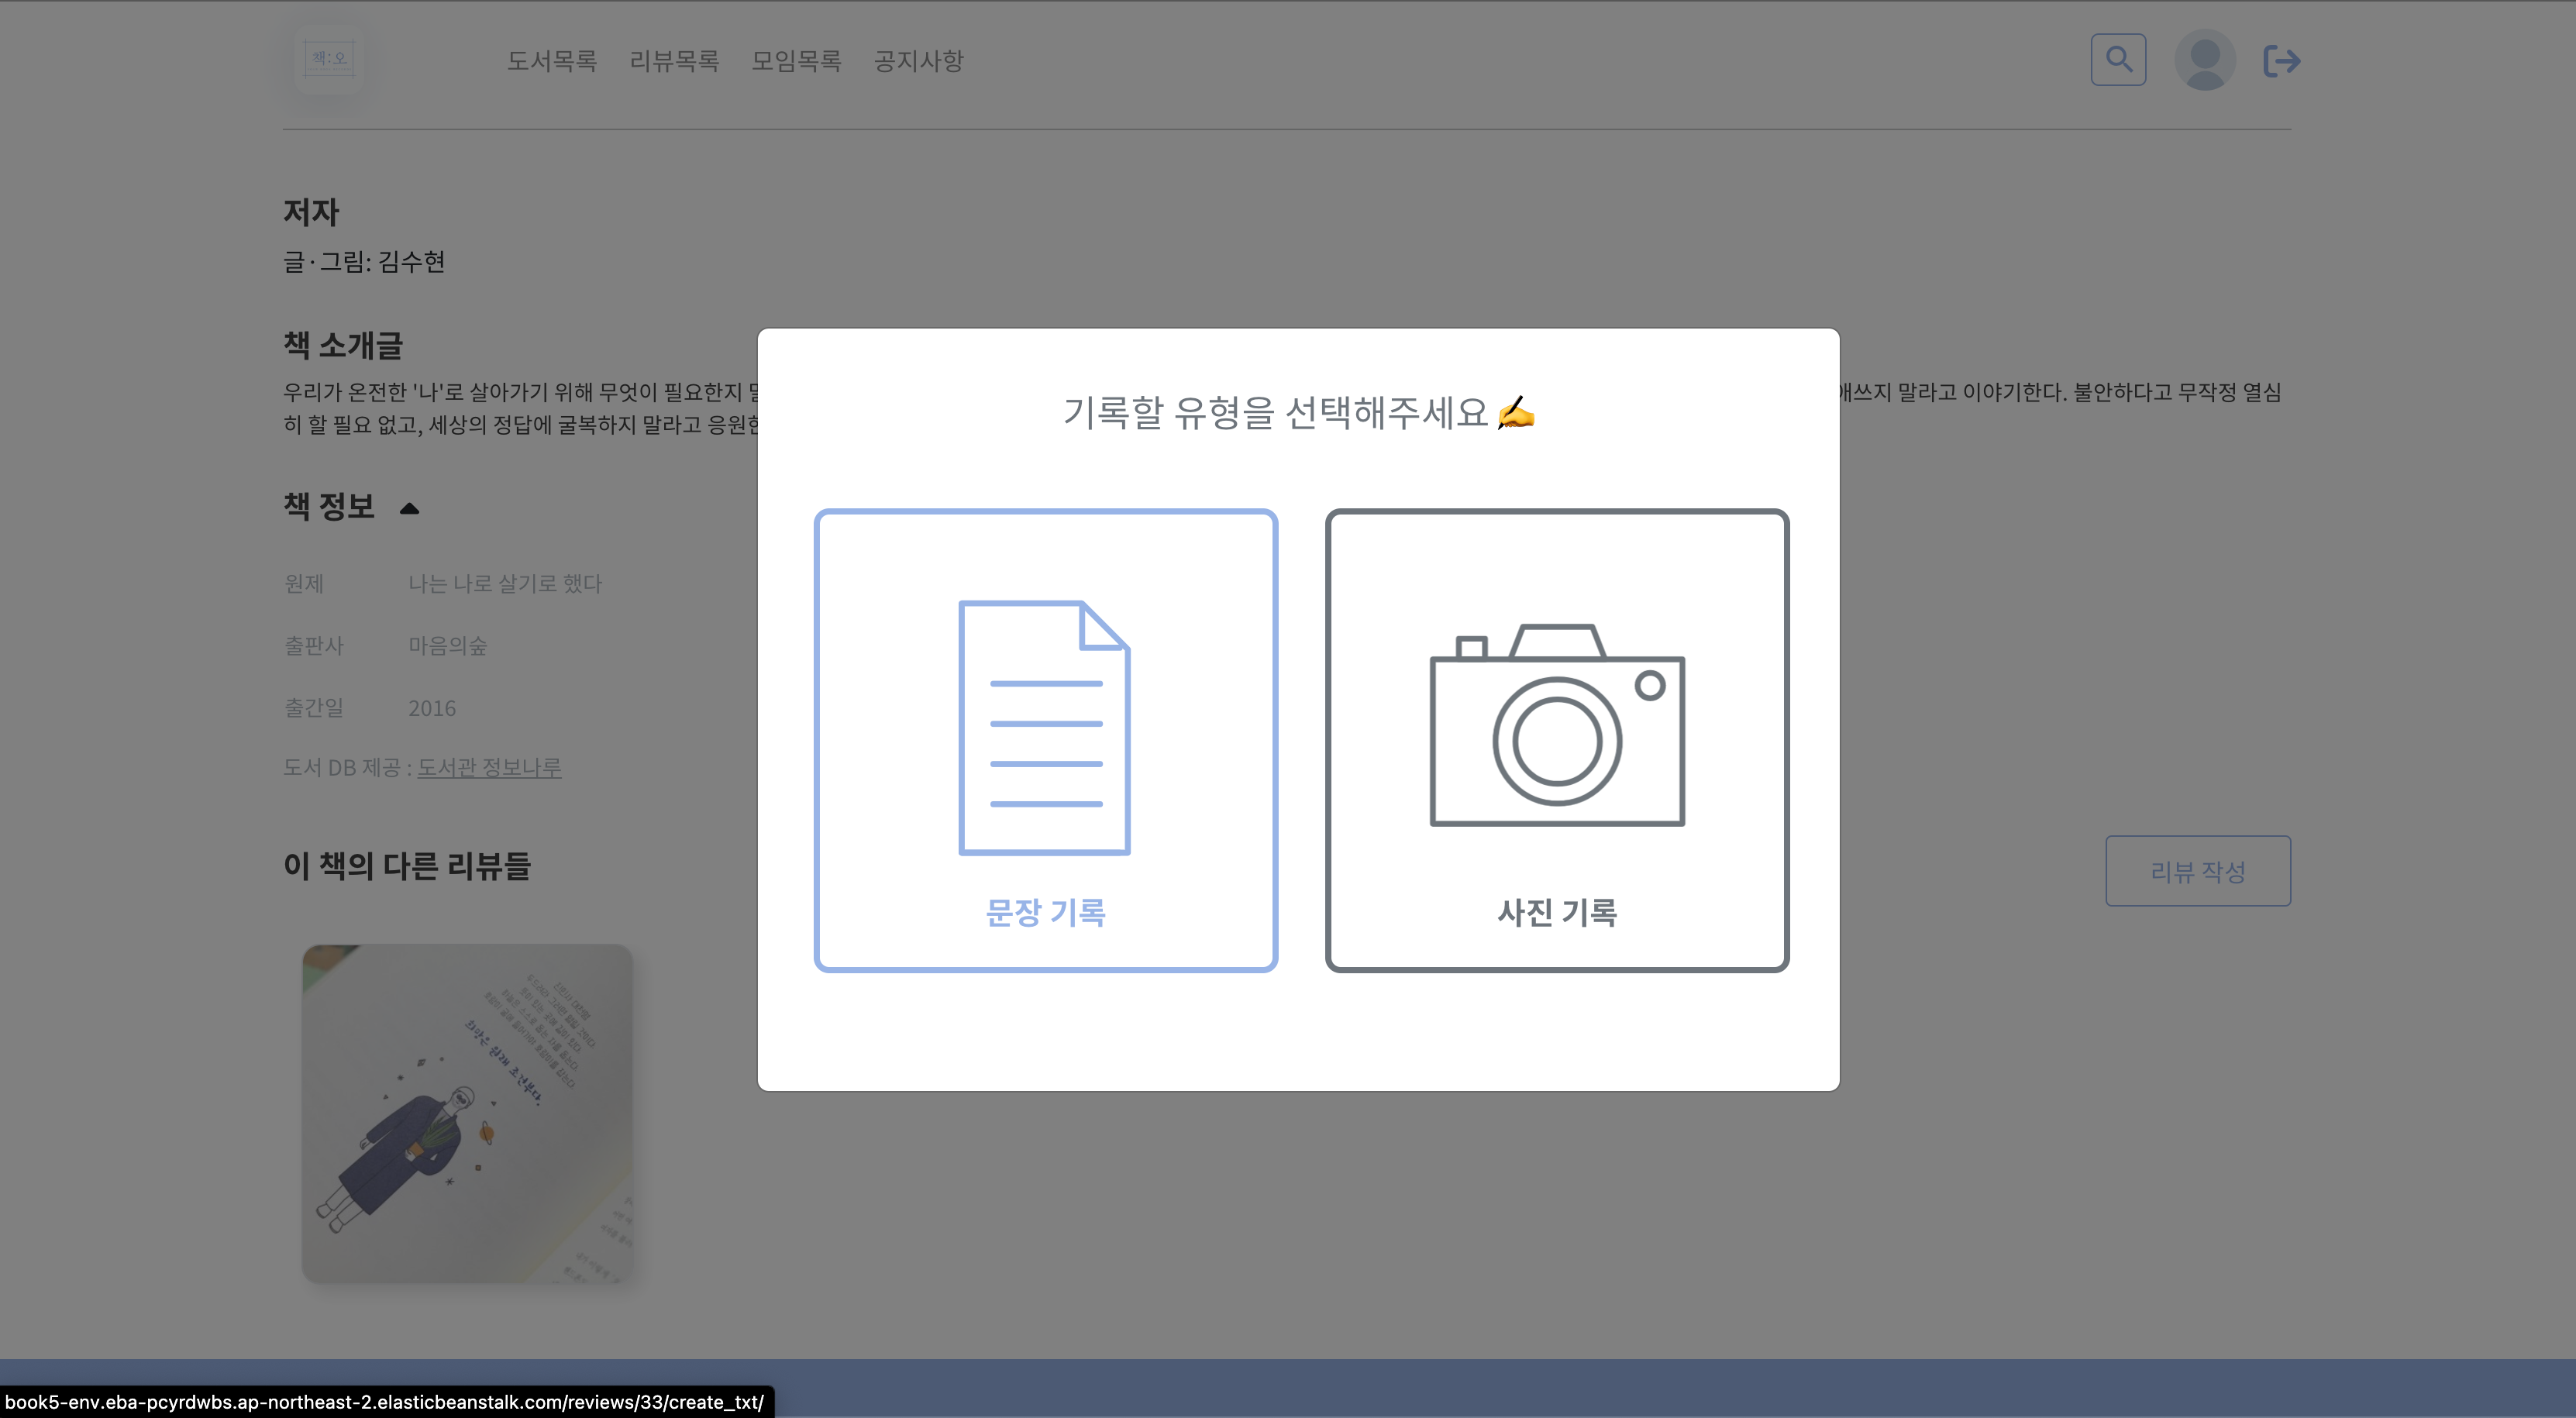 책:오
도서목록 리뷰목록 모임목록 공지사항
저자
글·그림: 김수현
책 소개글
우리가 온전한 '나'로 살아가기 위해 무엇이 필요한지
애쓰지 말라고 이야기한다. 불안하다고 무작정 열심
히 할 필요 없고, 세상의 정답에 굴복하지 말라고
기록할 유형을 선택해주세요✍️
문장 기록
사진 기록
책 정보 ▲
원제 나는 나로 살기로 했다
출판사 마음의숲
출간일 2016
도서 DB 제공 : 도서관 정보나루
이 책의 다른 리뷰들
리뷰 작성
희망은 원래 조건부다.
book5-env.eba-pcyrdwbs.ap-northeast-2.elasticbeanstalk.com/reviews/33/create_txt/